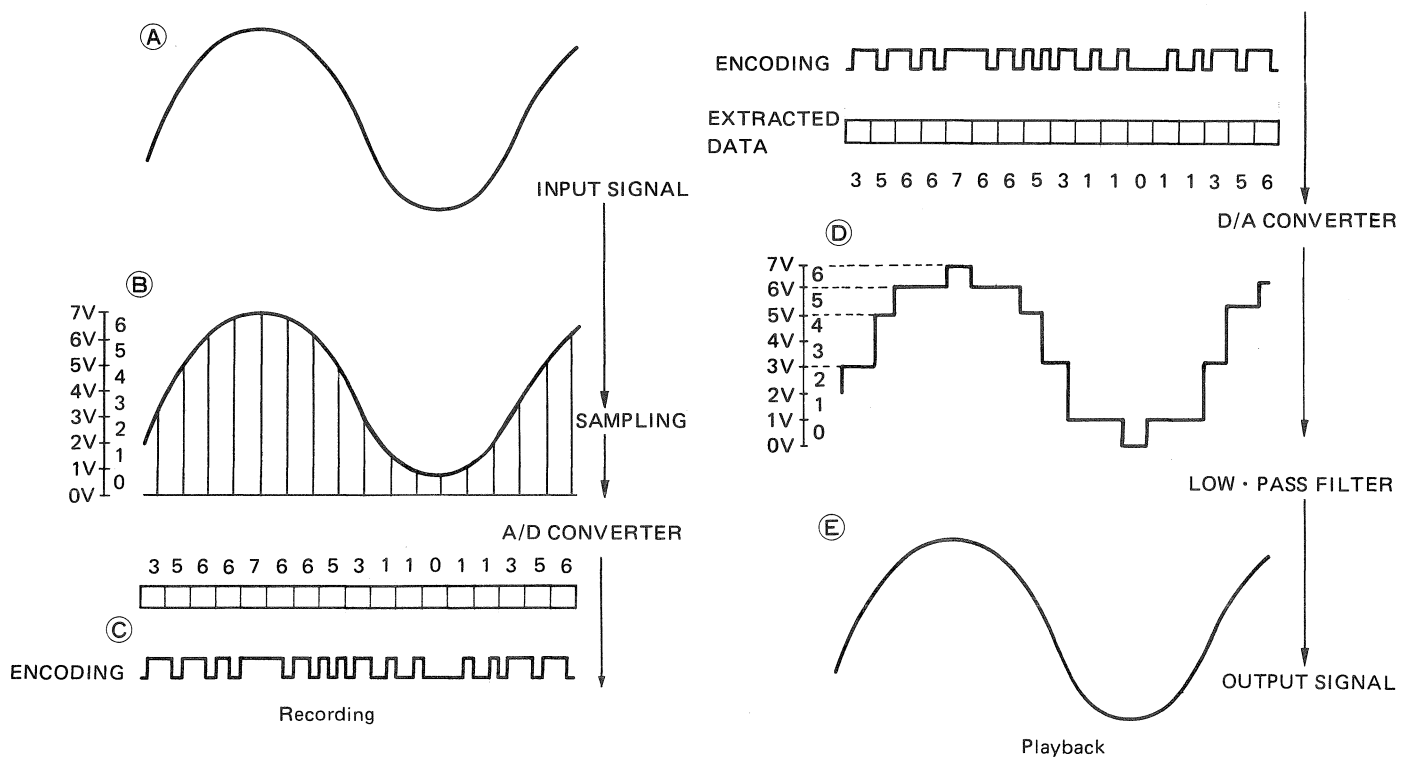 Ⓐ
INPUT SIGNAL
Ⓑ
7V
6
6V
5
5V
4
4V
3
3V
2
2V
1
1V
0
0V
SAMPLING
A/D CONVERTER
3 5 6 6 7 6 6 5 3 1 1 0 1 1 3 5 6
Ⓒ
ENCODING
Recording
ENCODING
EXTRACTED
DATA
3 5 6 6 7 6 6 5 3 1 1 0 1 1 3 5 6
D/A CONVERTER
Ⓓ
7V
6
6V
5
5V
4
4V
3
3V
2
2V
1
1V
0
0V
LOW · PASS FILTER
Ⓔ
OUTPUT SIGNAL
Playback